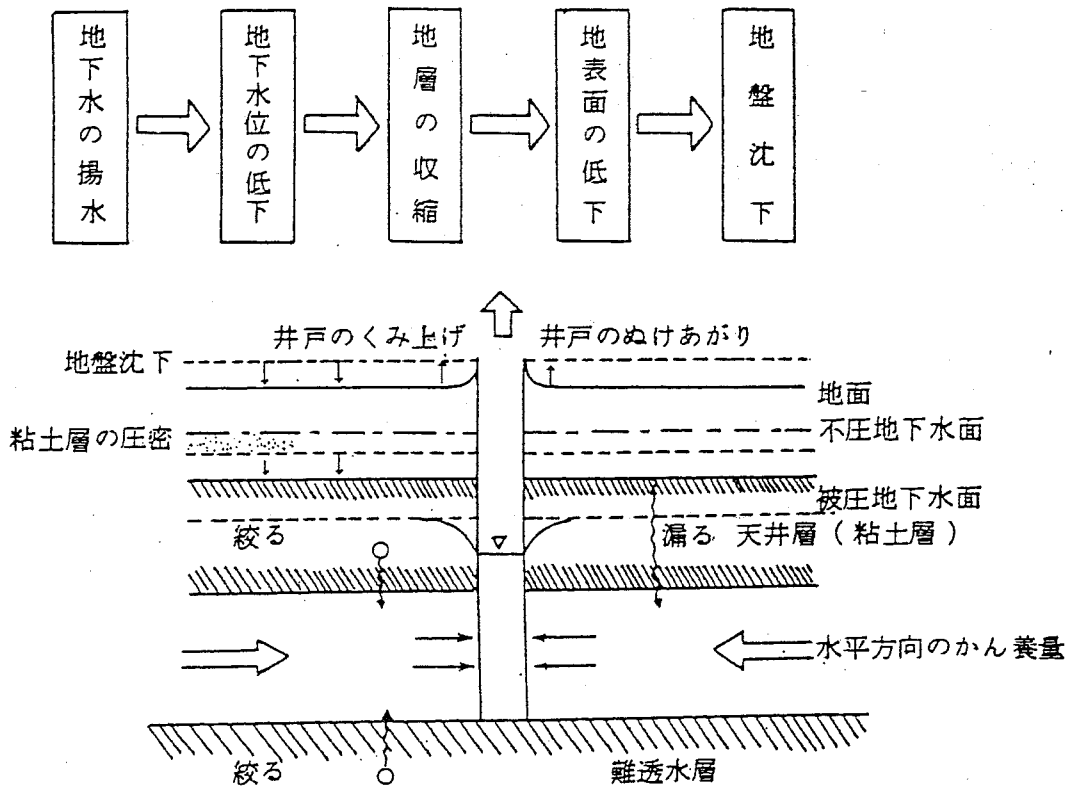 地下水の揚水
地下水位の低下
地層の収縮
地表面の低下
地盤沈下
井戸のくみ上げ
井戸のぬけあがり
地盤沈下
地面
粘土層の圧密
不圧地下水面
被圧地下水面
絞る
漏る 天井層(粘土層)
水平方向のかん養量
絞る
難透水層